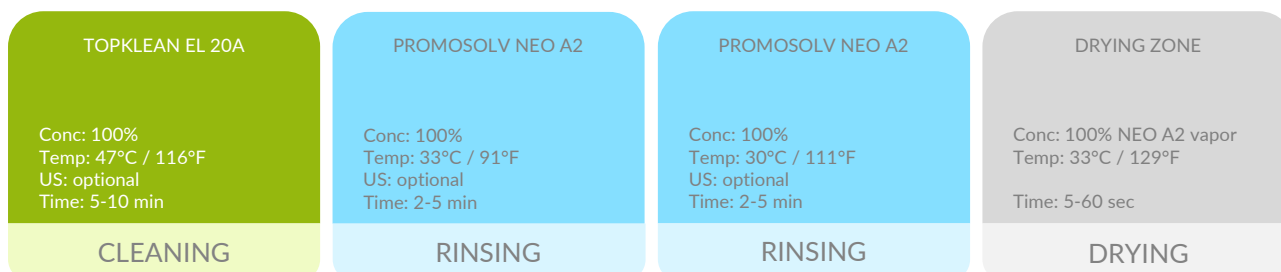 TOPKLEAN EL 20A
Conc: 100%
Temp: 47°C / 116°F
US: optional
Time: 5-10 min
CLEANING
PROMOSOLV NEO A2
Conc: 100%
Temp: 33°C / 91°F
US: optional
Time: 2-5 min
RINSING
PROMOSOLV NEO A2
Conc: 100%
Temp: 30°C / 111°F
US: optional
Time: 2-5 min
RINSING
DRYING ZONE
Conc: 100% NEO A2 vapor
Temp: 33°C / 129°F
Time: 5-60 sec
DRYING